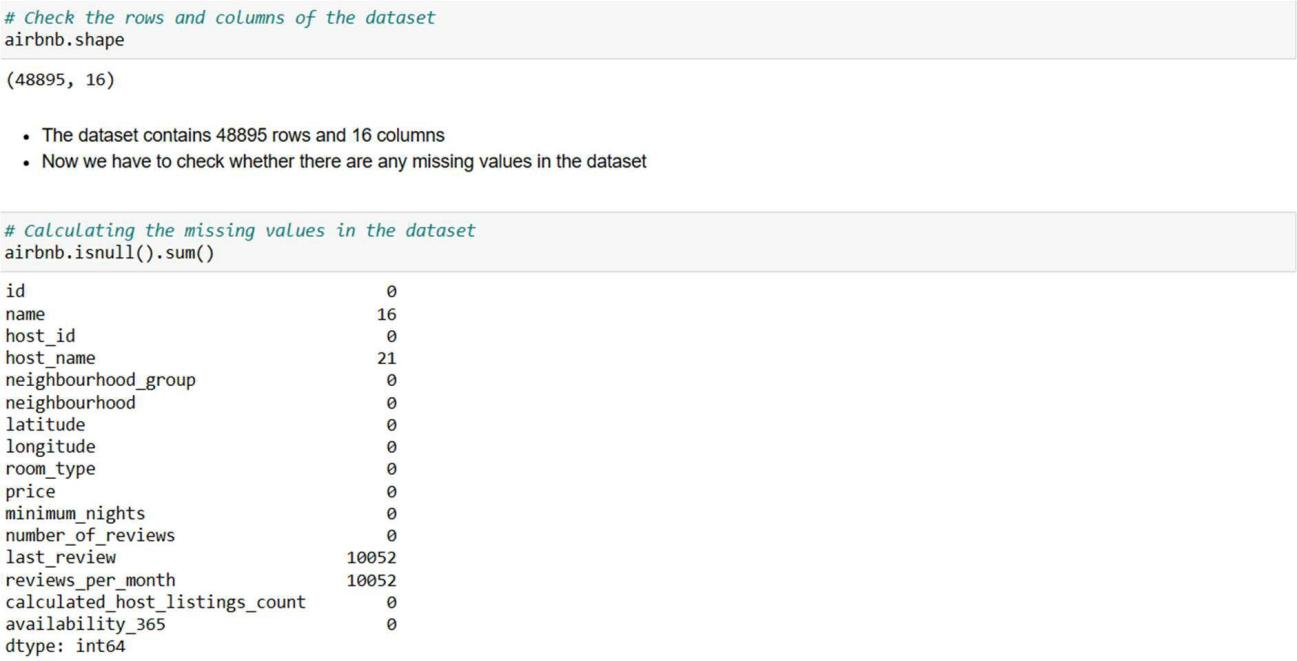 # Check the rows and columns of the dataset
airbnb.shape
(48895, 16)
• The dataset contains 48895 rows and 16 columns
• Now we have to check whether there are any missing values in the dataset
# Calculating the missing values in the dataset
airbnb.isnull().sum()
id 0
name 16
host_id 0
host_name 21
neighbourhood_group 0
neighbourhood 0
latitude 0
longitude 0
room_type 0
price 0
minimum_nights 0
number_of_reviews 0
last_review 10052
reviews_per_month 10052
calculated_host_listings_count 0
availability_365 0
dtype: int64